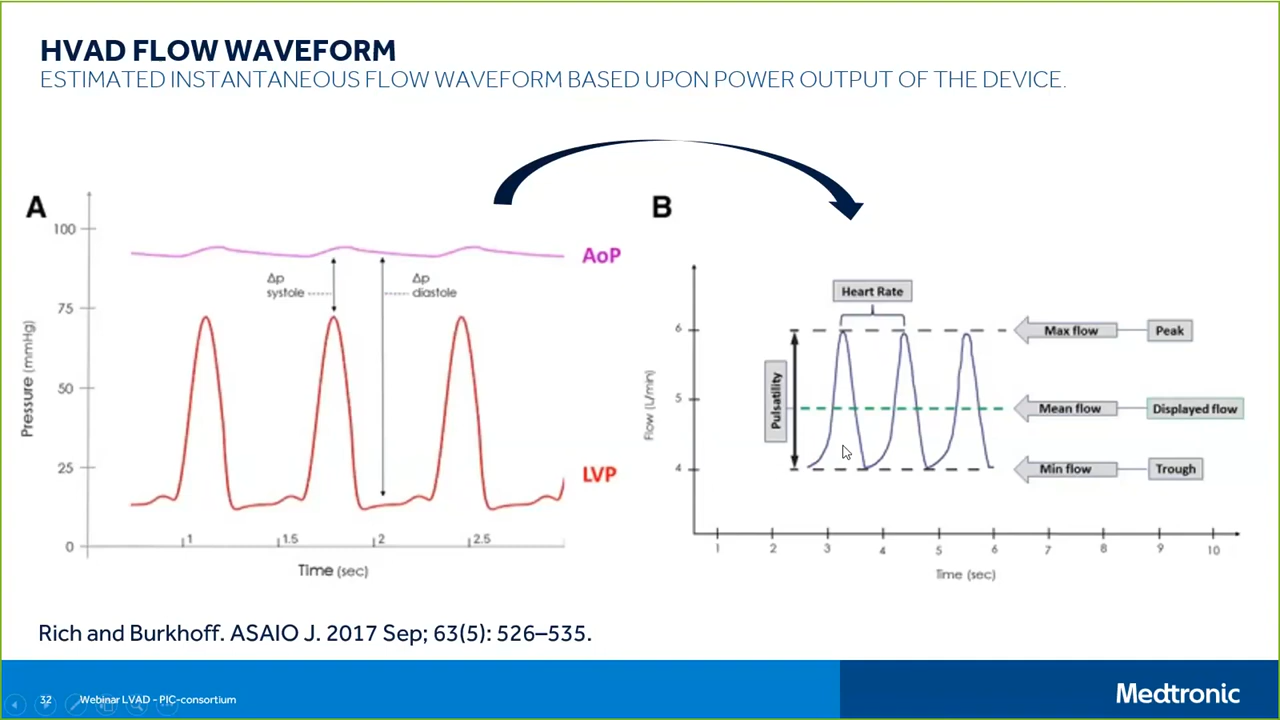 HVAD FLOW WAVEFORM
ESTIMATED INSTANTANEOUS FLOW WAVEFORM BASED UPON POWER OUTPUT OF THE DEVICE.
A
100
75
50
25
0
Pressure (mmHg)
AoP
Δp
systole
Δp
diastole
LVP
1
1.5
2
2.5
Time (sec)
B
Heart Rate
6
5
4
Flow (L/min)
Pulsatility
Max flow
Peak
Mean flow
Displayed flow
Min flow
Trough
1
2
3
4
5
6
7
8
9
10
Time (sec)
Rich and Burkhoff. ASAIO J. 2017 Sep; 63(5): 526–535.
32
Webinar LVAD - PIC-consortium
Medtronic